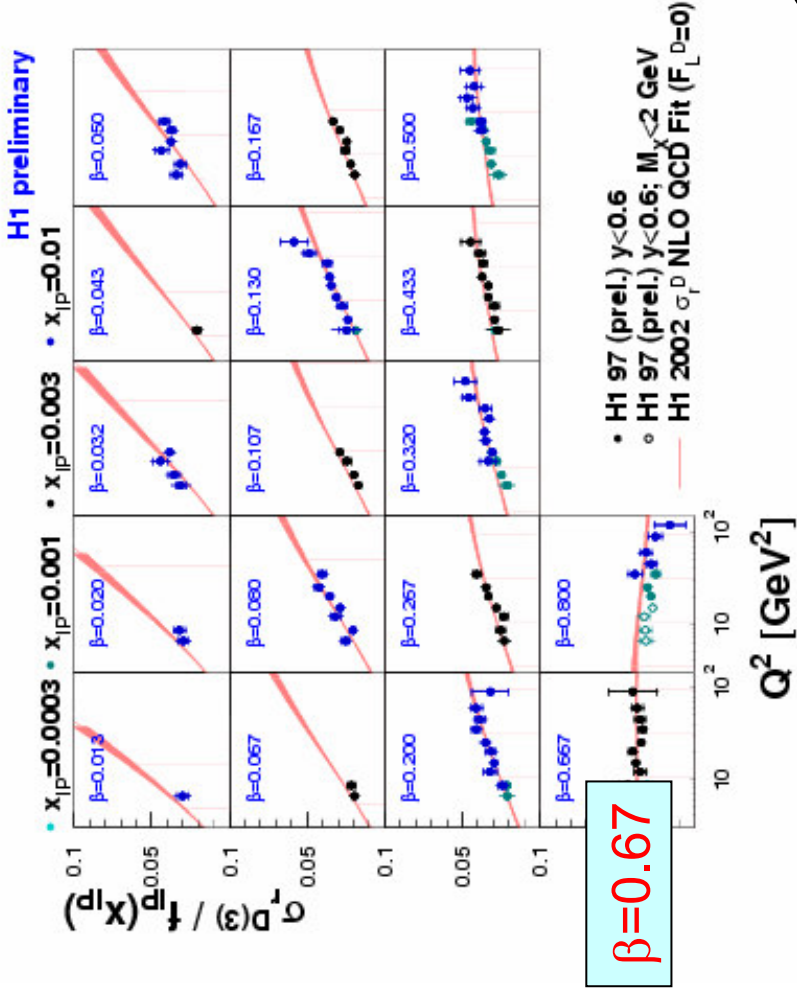 H1 preliminary
x_IP=0.0003 x_IP=0.001 x_IP=0.003 x_IP=0.01
σ_r^D(3) / f_IP(x_IP)
0.1
β=0.013 β=0.020 β=0.032 β=0.043 β=0.050
0.05
0.1
β=0.067 β=0.080 β=0.107 β=0.130 β=0.167
0.05
0.1
β=0.200 β=0.267 β=0.320 β=0.433 β=0.500
0.05
0.1
β=0.667 β=0.800
β=0.67
10 10² 10 10²
Q² [GeV²]
H1 97 (prel.) y<0.6
H1 97 (prel.) y<0.6; M_X<2 GeV
H1 2002 σ_r^D NLO QCD Fit (F_L^D=0)